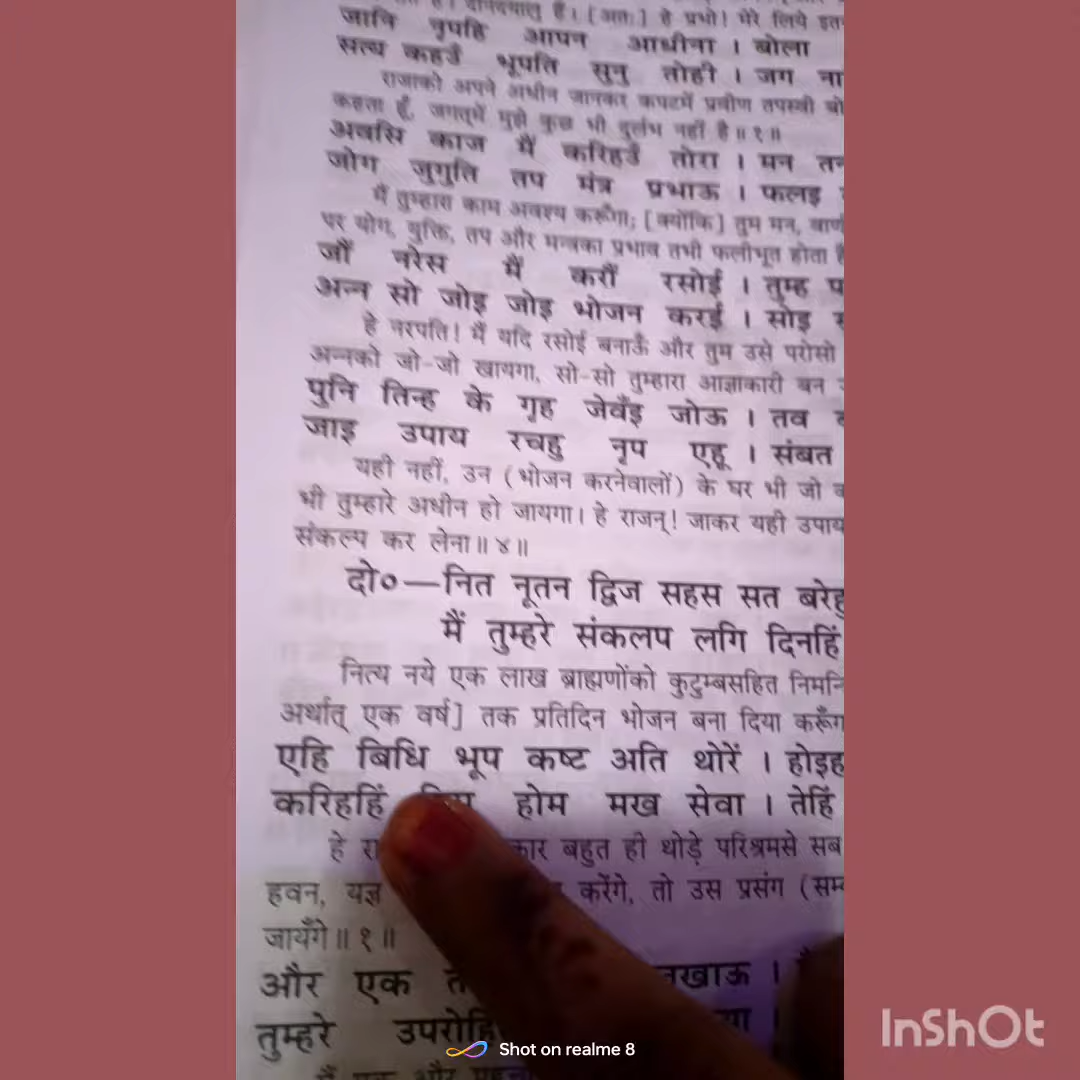 है। दीनदयालु हैं। [अतः] हे प्रभो! मेरे लिये
जानि नृपहि आपन आधीना । बोला
सत्य कहउँ भूपति सुनु तोही । जग ना
राजाको अपने अधीन जानकर कपटमें प्रवीण तपस्वी बो
कहता हूँ, जगत्में मुझे कुछ भी दुर्लभ नहीं है॥ १॥
अवसि काज मैं करिहउँ तोरा । मन तन
जोग जुगुति तप मंत्र प्रभाऊ । फलइ
मैं तुम्हारा काम अवश्य करूँगा; [क्योंकि] तुम मन, वाण
पर योग, युक्ति, तप और मन्त्रका प्रभाव तभी फलीभूत होता है
जौं नरेस मैं करौं रसोई । तुम्ह प
अन्न सो जोइ जोइ भोजन करई । सोइ
हे नरपति! मैं यदि रसोई बनाऊँ और तुम उसे परोसो
अन्नको जो-जो खायगा, सो-सो तुम्हारा आज्ञाकारी बन
पुनि तिन्ह के गृह जेवँइ जोऊ । तव
जाइ उपाय रचहु नृप एहू । संबत
यही नहीं, उन (भोजन करनेवालों) के घर भी जो
भी तुम्हारे अधीन हो जायगा। हे राजन्! जाकर यही उपाय
संकल्प कर लेना॥ ४॥
दो०—नित नूतन द्विज सहस सत बरेहु
मैं तुम्हरे संकलप लगि दिनहिं
नित्य नये एक लाख ब्राह्मणोंको कुटुम्बसहित निमन्
अर्थात् एक वर्ष] तक प्रतिदिन भोजन बना दिया करूँग
एहि बिधि भूप कष्ट अति थोरें । होइह
करिहहिं होम मख सेवा । तेहिं
हे रा कार बहुत ही थोड़े परिश्रमसे सब
हवन, यज्ञ करेंगे, तो उस प्रसंग (सम्
जायँगे॥ १॥
और एक लखाऊ ।
तुम्हरे उपरोहि या ।
Shot on realme 8
InShOt